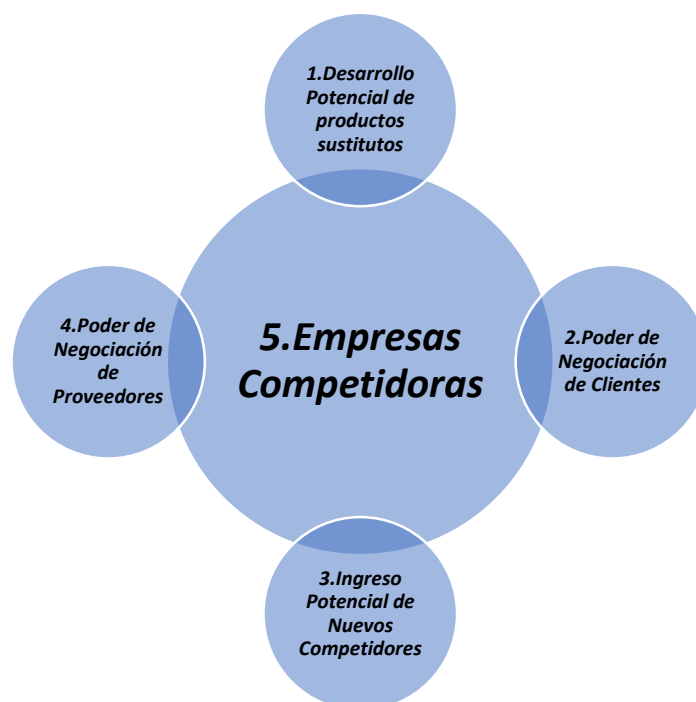 1.Desarrollo
Potencial de
productos
sustitutos
4.Poder de
Negociación
de
Proveedores
5.Empresas
Competidoras
2.Poder de
Negociación
de Clientes
3.Ingreso
Potencial de
Nuevos
Competidores